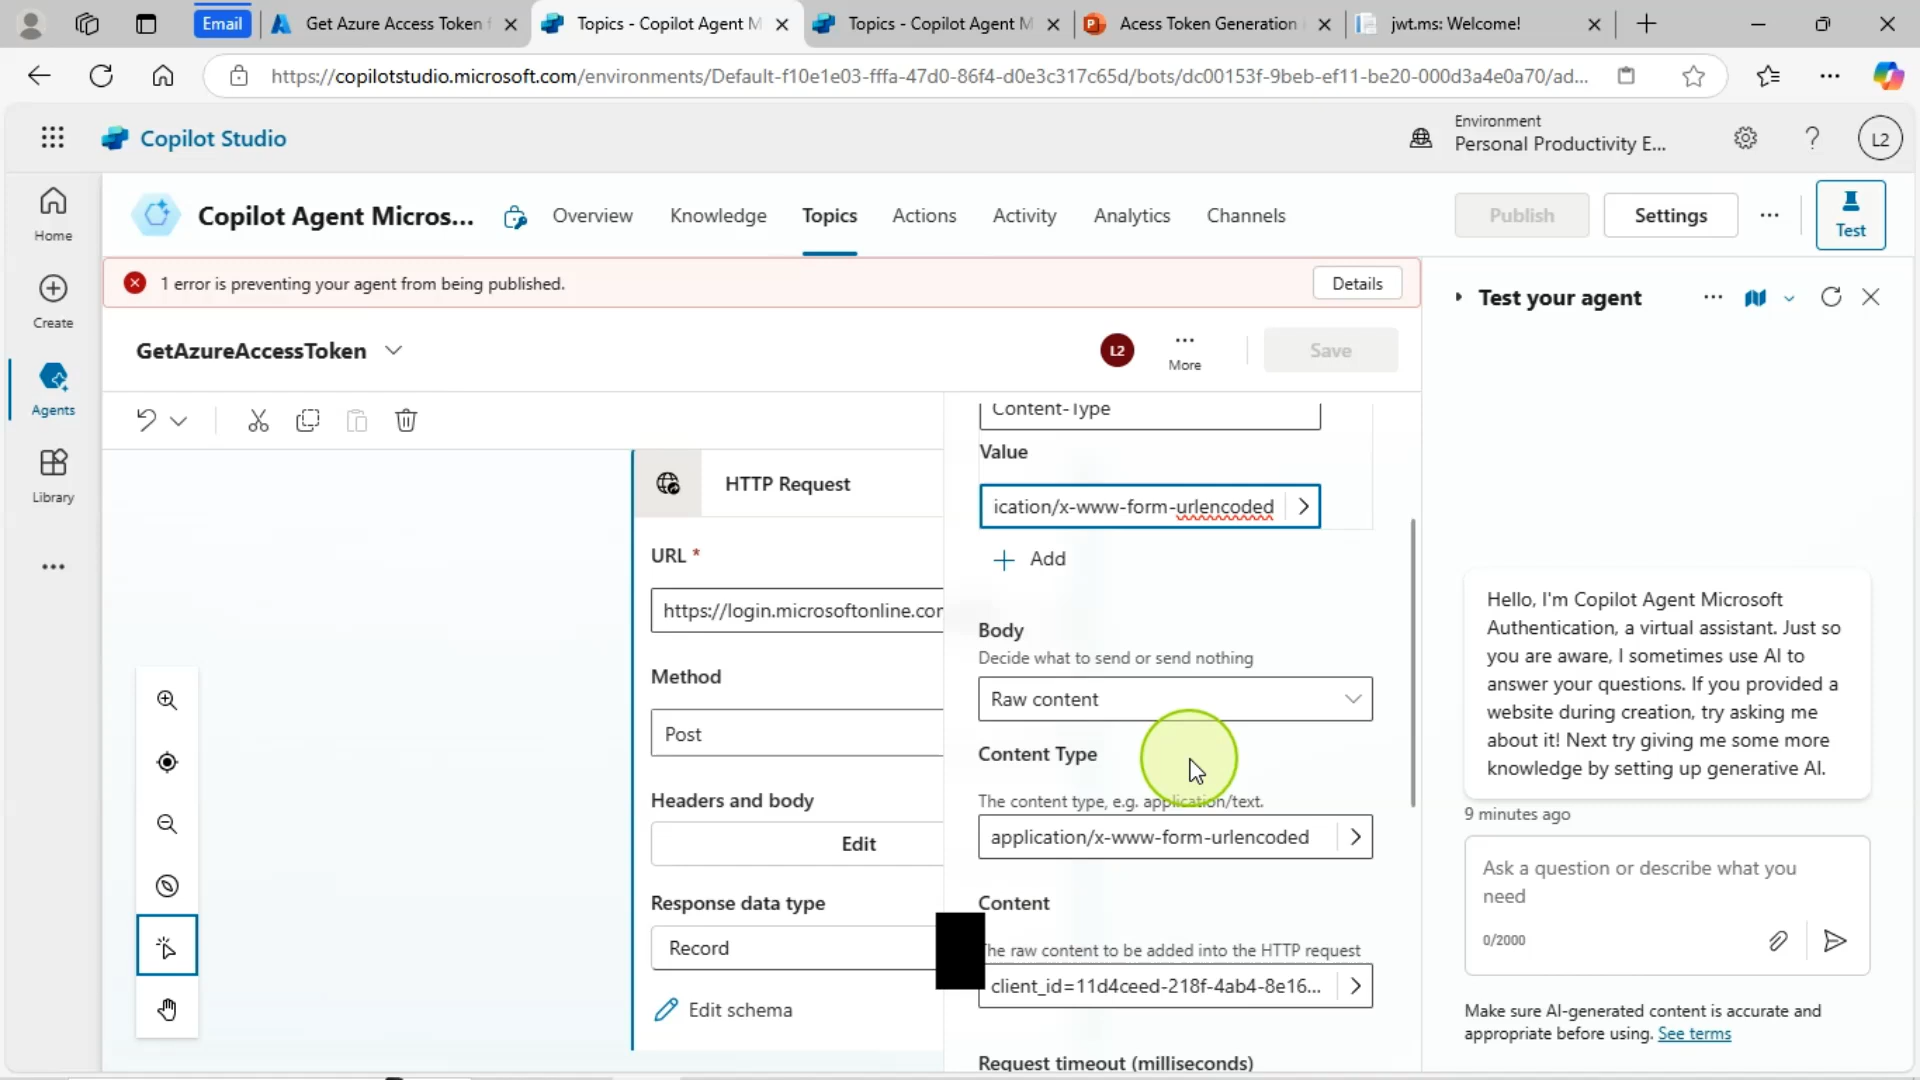 Email
Get Azure Access Token f
Topics - Copilot Agent M
Topics - Copilot Agent M
Acess Token Generation
jwt.ms: Welcome!
https://copilotstudio.microsoft.com/environments/Default-f10e1e03-fffa-47d0-86f4-d0e3c317c65d/bots/dc00153f-9beb-ef11-be20-000d3a4e0a70/ad...
Copilot Studio
Environment
Personal Productivity E...
L2
Home
Create
Agents
Library
Copilot Agent Micros...
Overview
Knowledge
Topics
Actions
Activity
Analytics
Channels
Publish
Settings
Test
1 error is preventing your agent from being published.
Details
GetAzureAccessToken
L2
More
Save
HTTP Request
URL *
https://login.microsoftonline.cor
Method
Post
Headers and body
Edit
Response data type
Record
Edit schema
Content-Type
Value
ication/x-www-form-urlencoded
Add
Body
Decide what to send or send nothing
Raw content
Content Type
The content type, e.g. application/text.
application/x-www-form-urlencoded
Content
The raw content to be added into the HTTP request
client_id=11d4ceed-218f-4ab4-8e16...
Request timeout (milliseconds)
Test your agent
Hello, I'm Copilot Agent Microsoft
Authentication, a virtual assistant. Just so
you are aware, I sometimes use AI to
answer your questions. If you provided a
website during creation, try asking me
about it! Next try giving me some more
knowledge by setting up generative AI.
9 minutes ago
Ask a question or describe what you
need
0/2000
Make sure AI-generated content is accurate and
appropriate before using. See terms